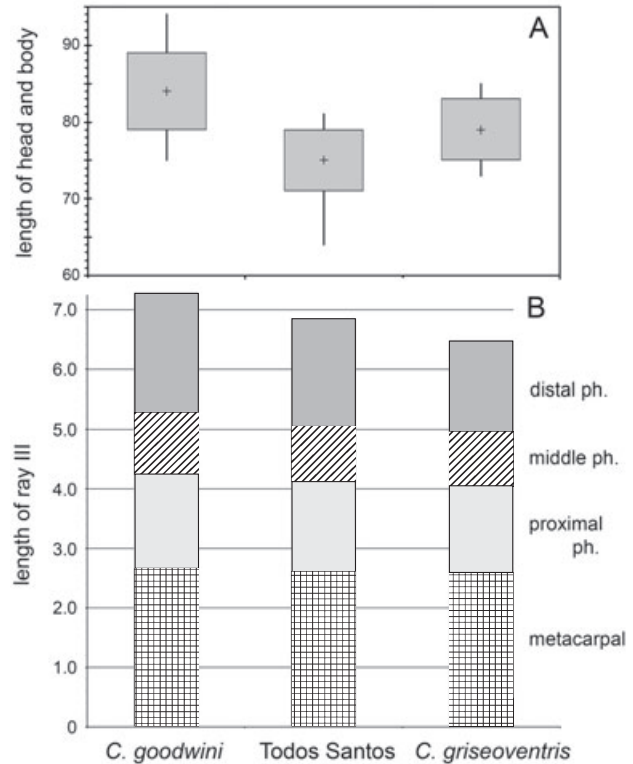 A
length of head and body
90
80
70
60
B
length of ray III
7.0
6.0
5.0
4.0
3.0
2.0
1.0
0
distal ph.
middle ph.
proximal
ph.
metacarpal
C. goodwini Todos Santos C. griseoventris